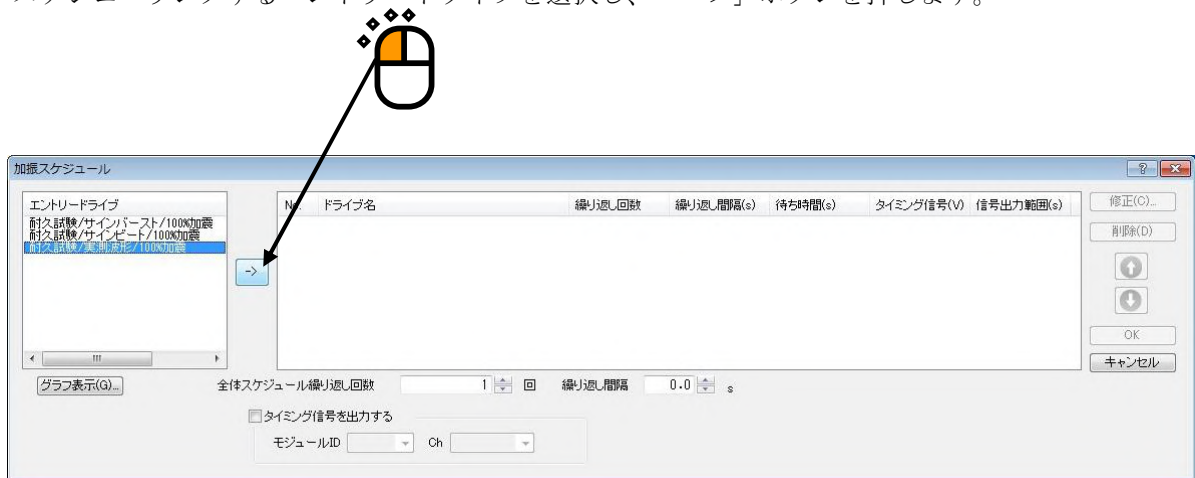 加振スケジュール
エントリードライブ
耐久試験/サインバースト/100%加震
耐久試験/サインビート/100%加震
耐久試験/実測波形/100%加震
->
No. ドライブ名 繰り返し回数 繰り返し間隔(s) 待ち時間(s) タイミング信号(V) 信号出力範囲(s)
修正(C)...
削除(D)
OK
キャンセル
グラフ表示(G)...
全体スケジュール繰り返し回数 1 回 繰り返し間隔 0.0 s
タイミング信号を出力する
モジュールID Ch